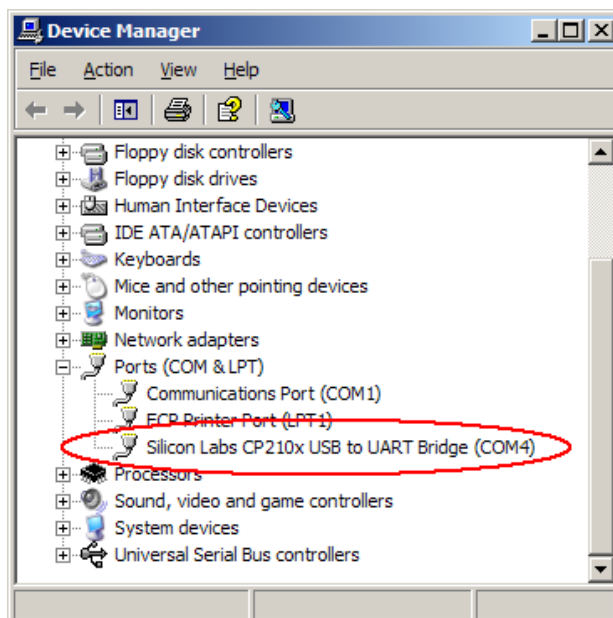 Device Manager
File Action View Help
Floppy disk controllers
Floppy disk drives
Human Interface Devices
IDE ATA/ATAPI controllers
Keyboards
Mice and other pointing devices
Monitors
Network adapters
Ports (COM & LPT)
Communications Port (COM1)
ECP Printer Port (LPT1)
Silicon Labs CP210x USB to UART Bridge (COM4)
Processors
Sound, video and game controllers
System devices
Universal Serial Bus controllers